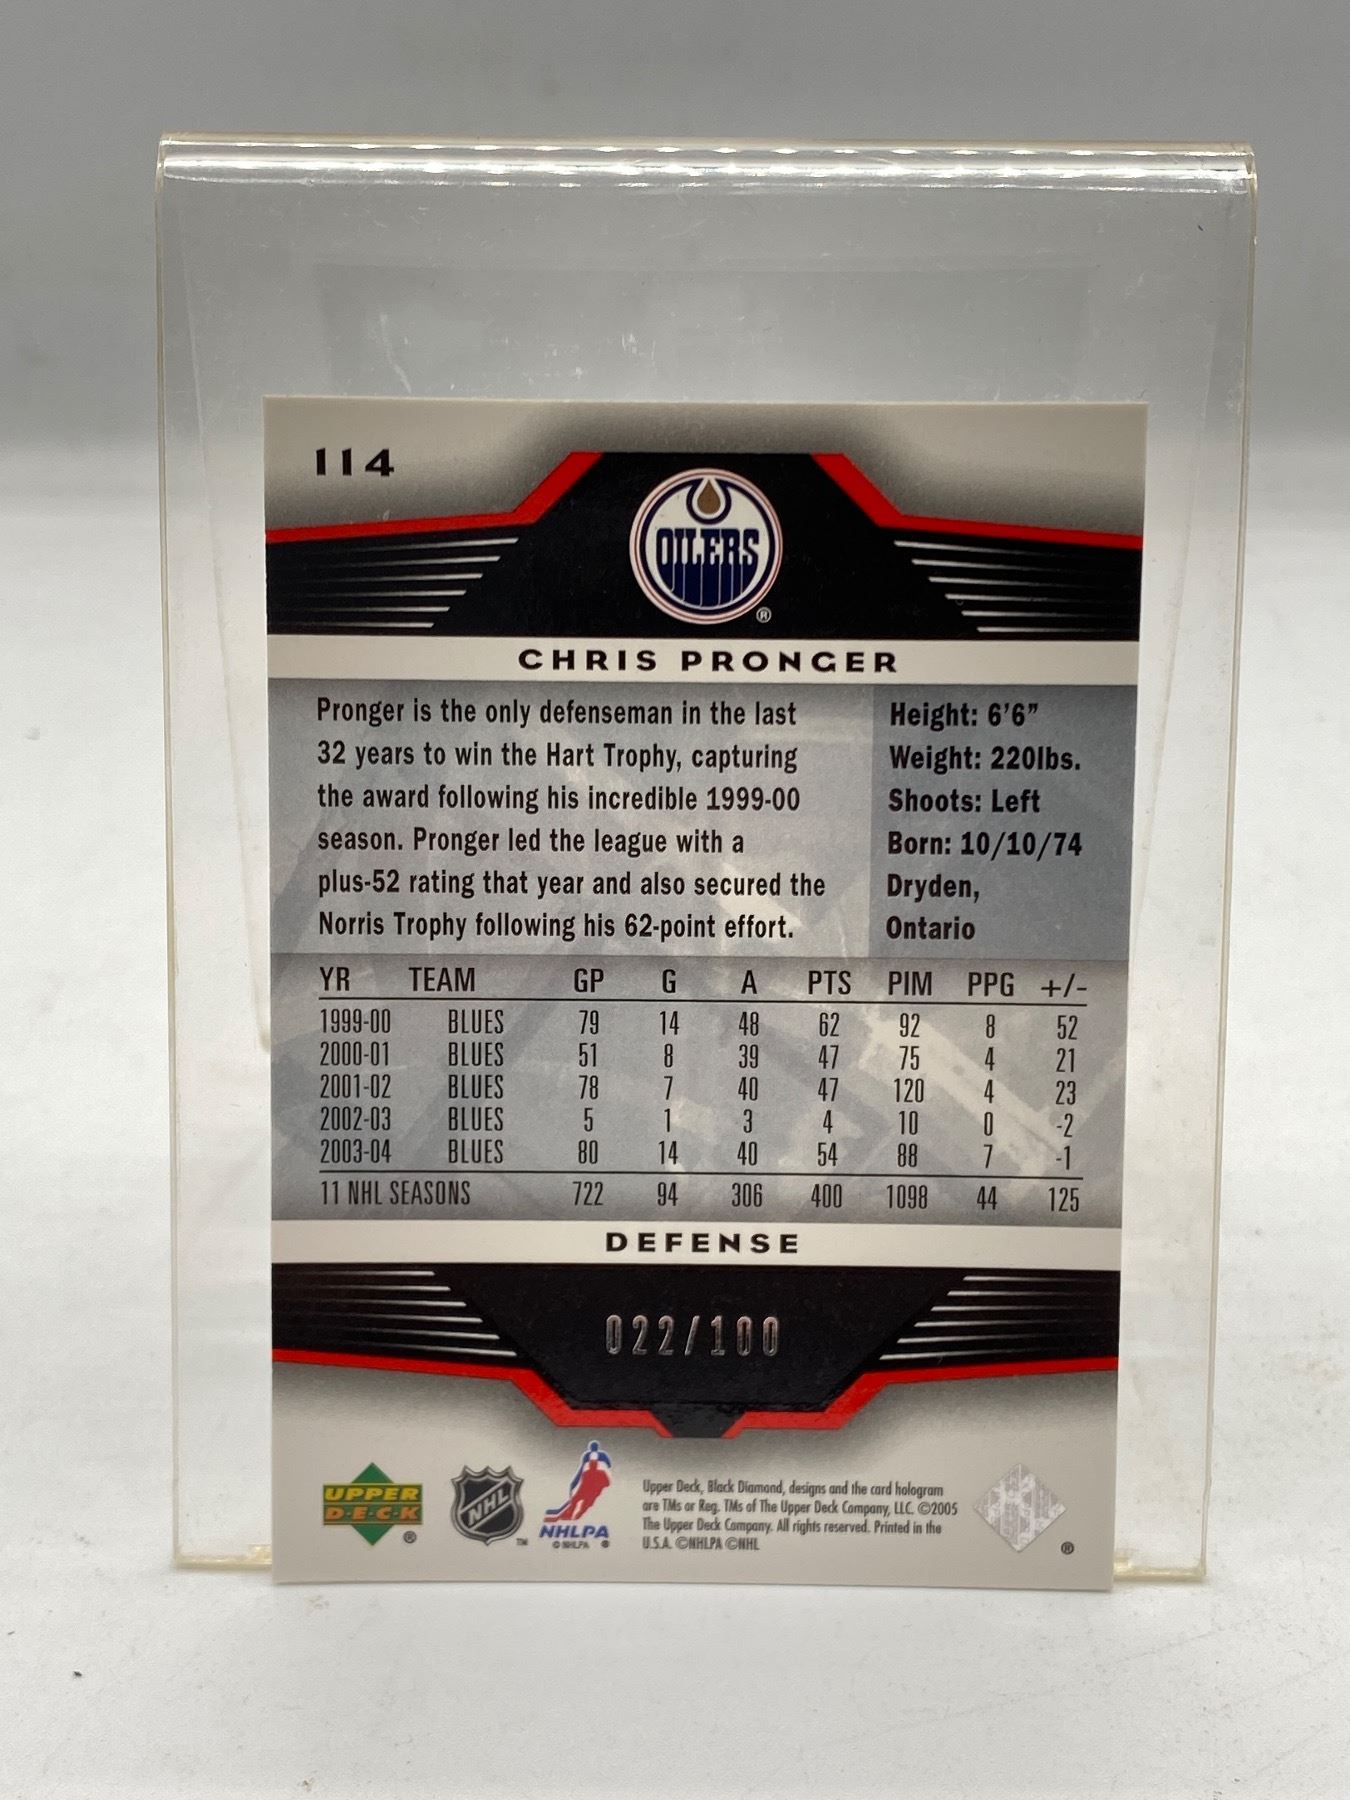 114
OILERS
®
CHRIS PRONGER
Pronger is the only defenseman in the last
32 years to win the Hart Trophy, capturing
the award following his incredible 1999-00
season. Pronger led the league with a
plus-52 rating that year and also secured the
Norris Trophy following his 62-point effort.
Height: 6'6"
Weight: 220lbs.
Shoots: Left
Born: 10/10/74
Dryden,
Ontario
YR TEAM GP G A PTS PIM PPG +/-
1999-00 BLUES 79 14 48 62 92 8 52
2000-01 BLUES 51 8 39 47 75 4 21
2001-02 BLUES 78 7 40 47 120 4 23
2002-03 BLUES 5 1 3 4 10 0 -2
2003-04 BLUES 80 14 40 54 88 7 -1
11 NHL SEASONS 722 94 306 400 1098 44 125
DEFENSE
022/100
UPPER
D·E·C·K
®
NHL
TM
NHLPA
© NHLPA ®
Upper Deck, Black Diamond, designs and the card hologram
are TMs or Reg. TMs of The Upper Deck Company, LLC. ©2005
The Upper Deck Company. All rights reserved. Printed in the
U.S.A. ©NHLPA ©NHL
®